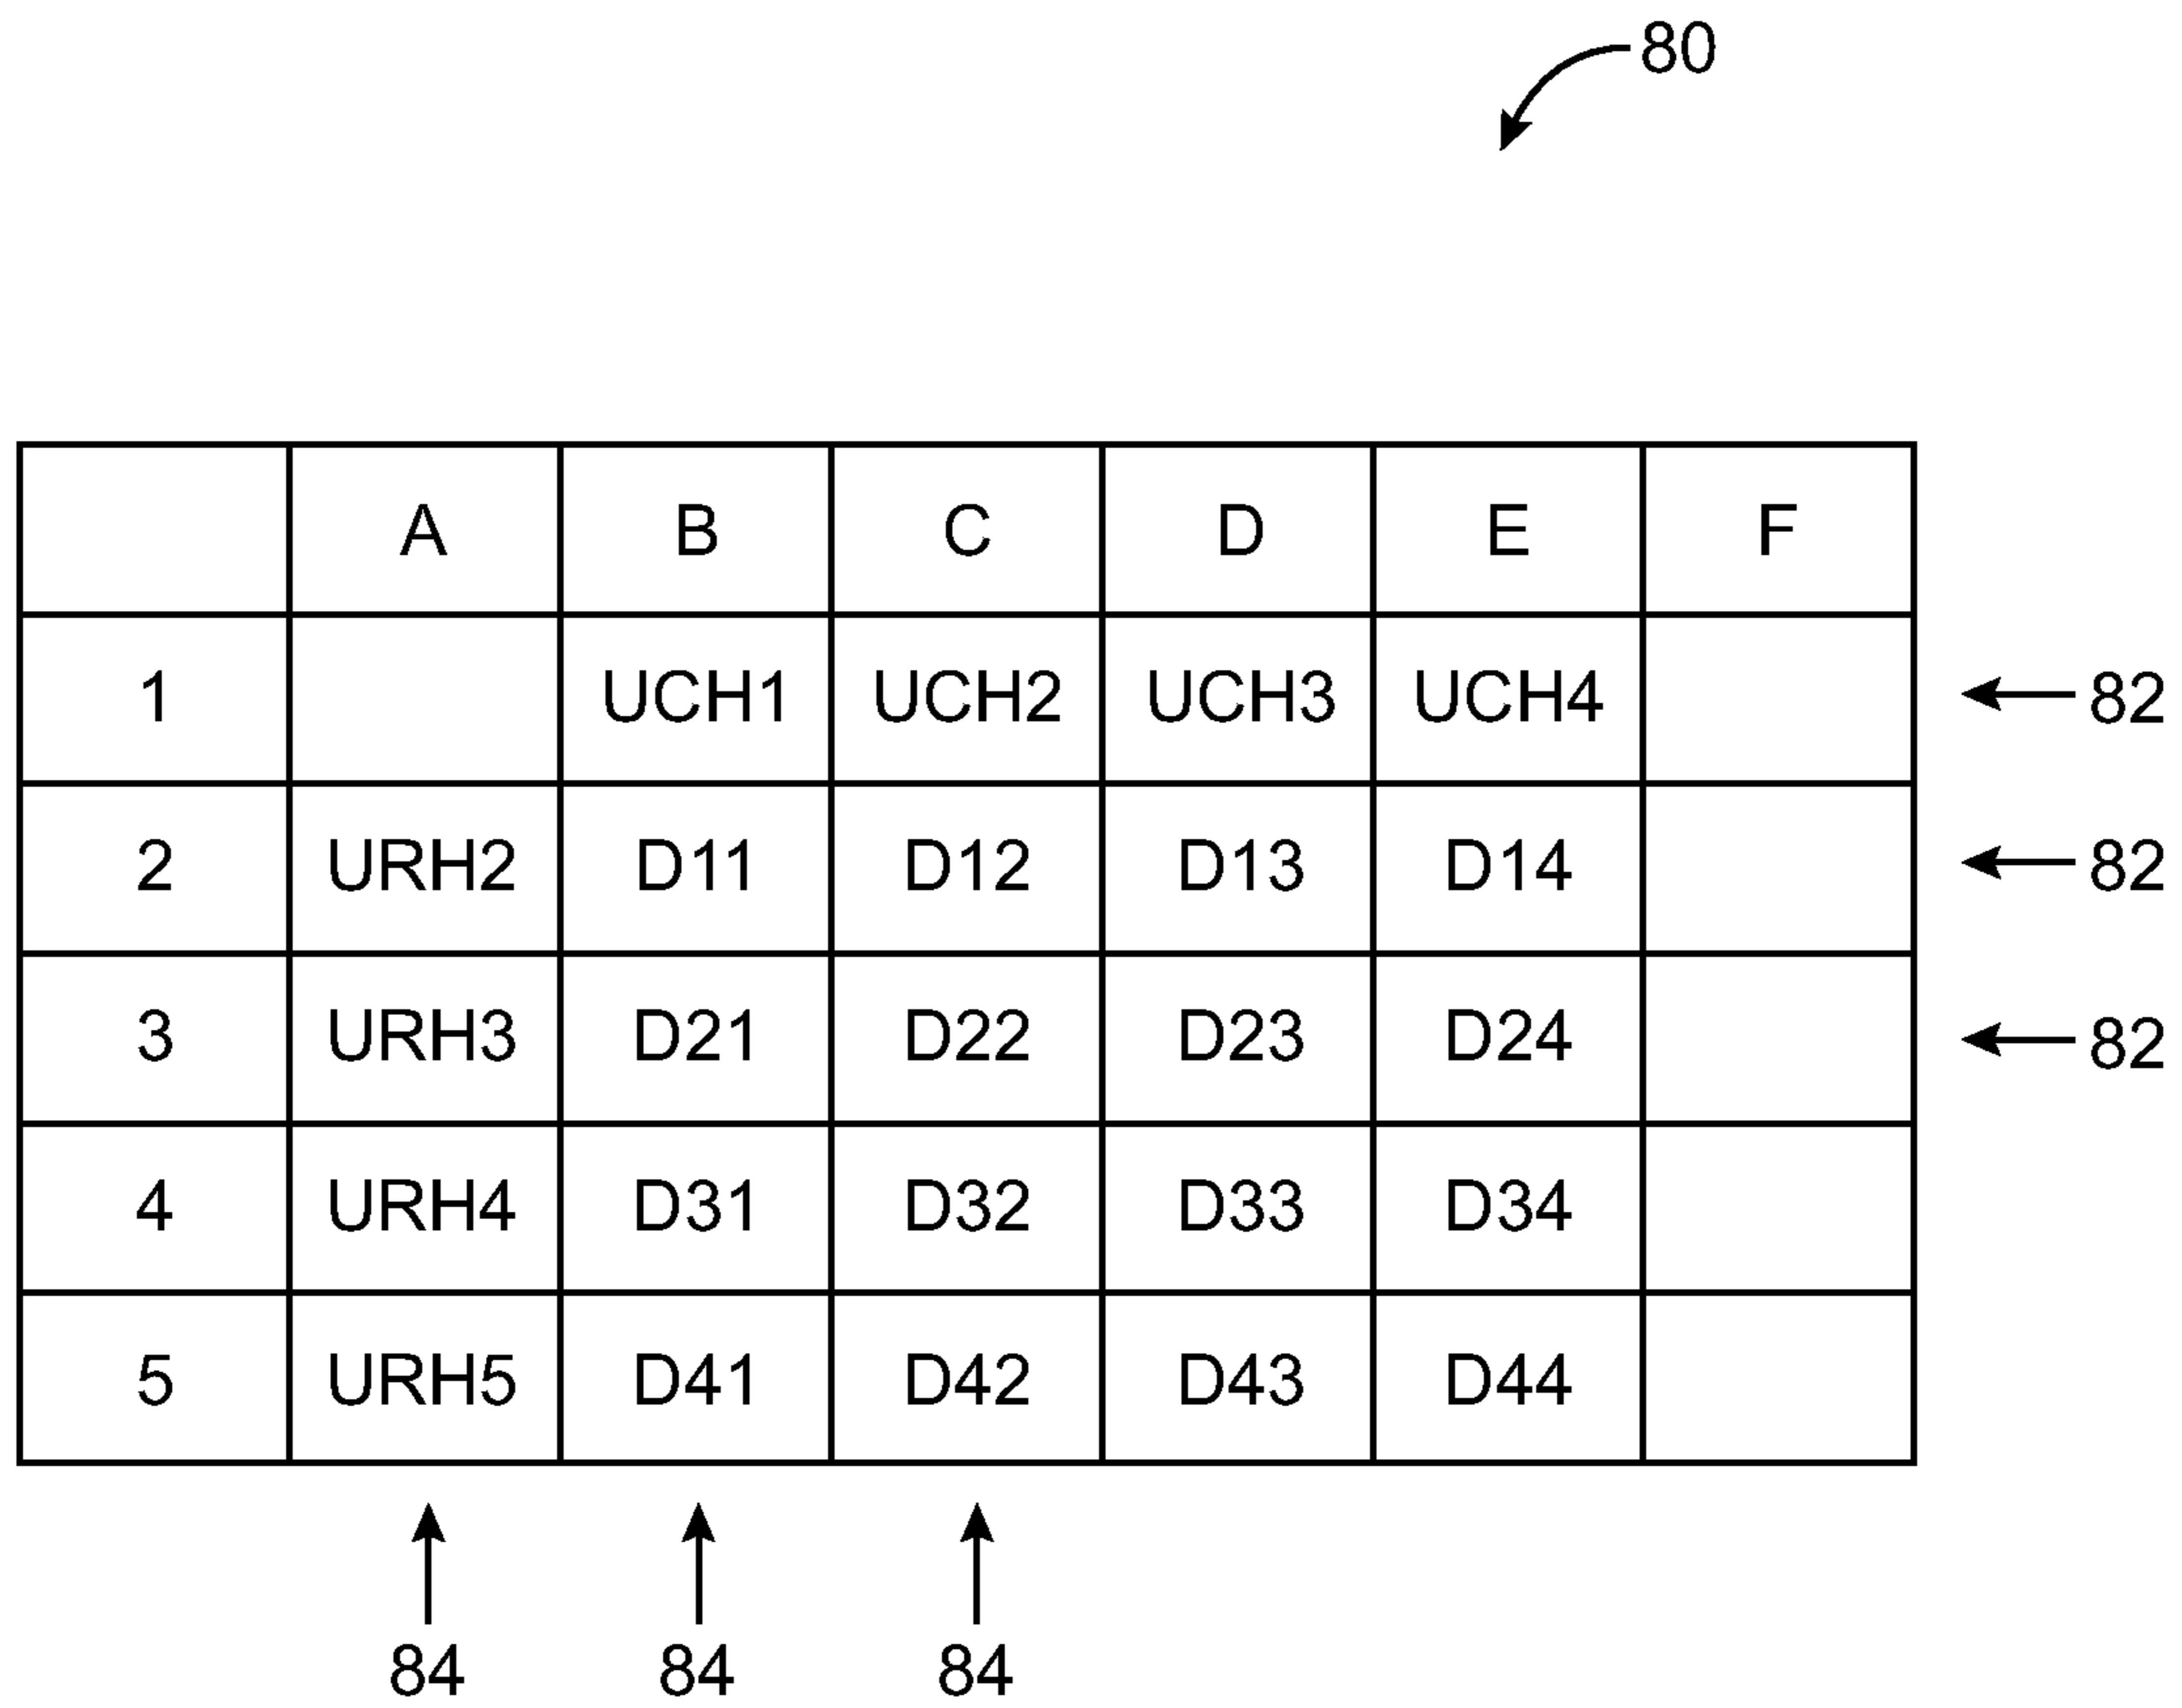 80
A B C D E F
1 UCH1 UCH2 UCH3 UCH4 82
2 URH2 D11 D12 D13 D14 82
3 URH3 D21 D22 D23 D24 82
4 URH4 D31 D32 D33 D34
5 URH5 D41 D42 D43 D44
84 84 84